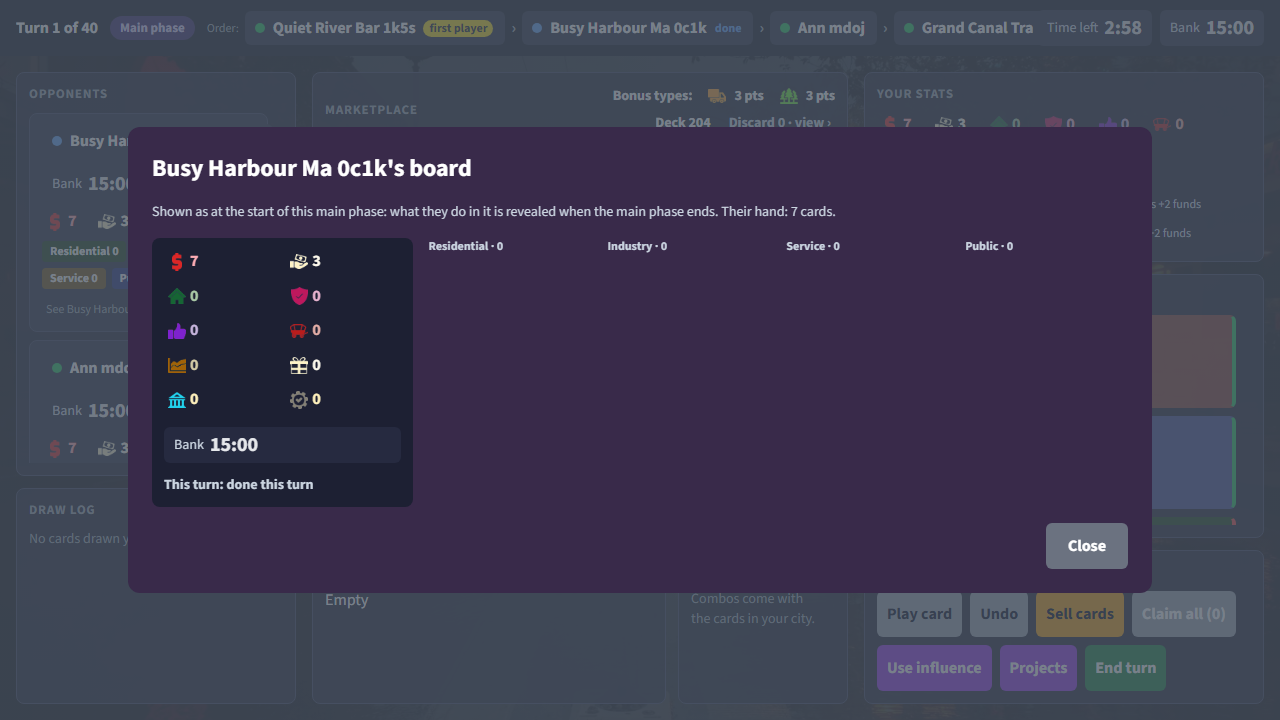 Turn 1 of 40 Main phase Order: Quiet River Bar 1k5s first player › Busy Harbour Ma 0c1k done › Ann mdoj › Grand Canal Tra Time left 2:58 Bank 15:00
OPPONENTS
Busy Ha
Bank 15:00
7 3
Residential 0
Service 0
See Busy Harbou
Ann mdo
Bank 15:00
7 3
DRAW LOG
No cards drawn y
MARKETPLACE
Bonus types: 3 pts 3 pts
Deck 204 Discard 0 · view ›
YOUR STATS
7 3 0 0 0 0
s +2 funds
2 funds
Busy Harbour Ma 0c1k's board
Shown as at the start of this main phase: what they do in it is revealed when the main phase ends. Their hand: 7 cards.
7 3
0 0
0 0
0 0
0 0
Bank 15:00
This turn: done this turn
Residential · 0 Industry · 0 Service · 0 Public · 0
Close
Empty
Combos come with
the cards in your city.
Play card Undo Sell cards Claim all (0)
Use influence Projects End turn